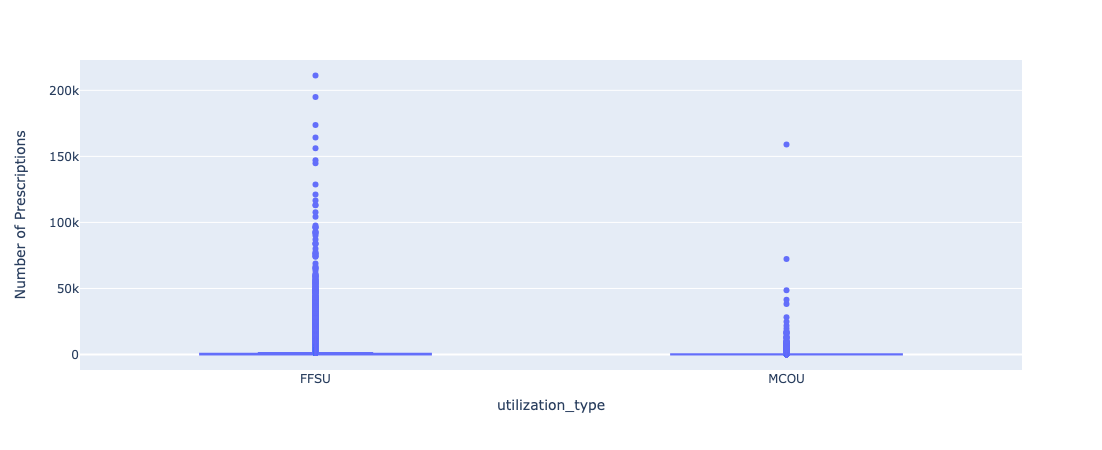 Number of Prescriptions
200k
150k
100k
50k
0
FFSU
MCOU
utilization_type